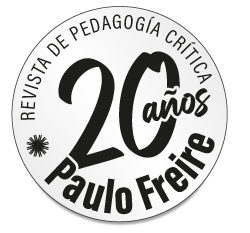 REVISTA DE PEDAGOGÍA CRÍTICA
20
años
Paulo Freire